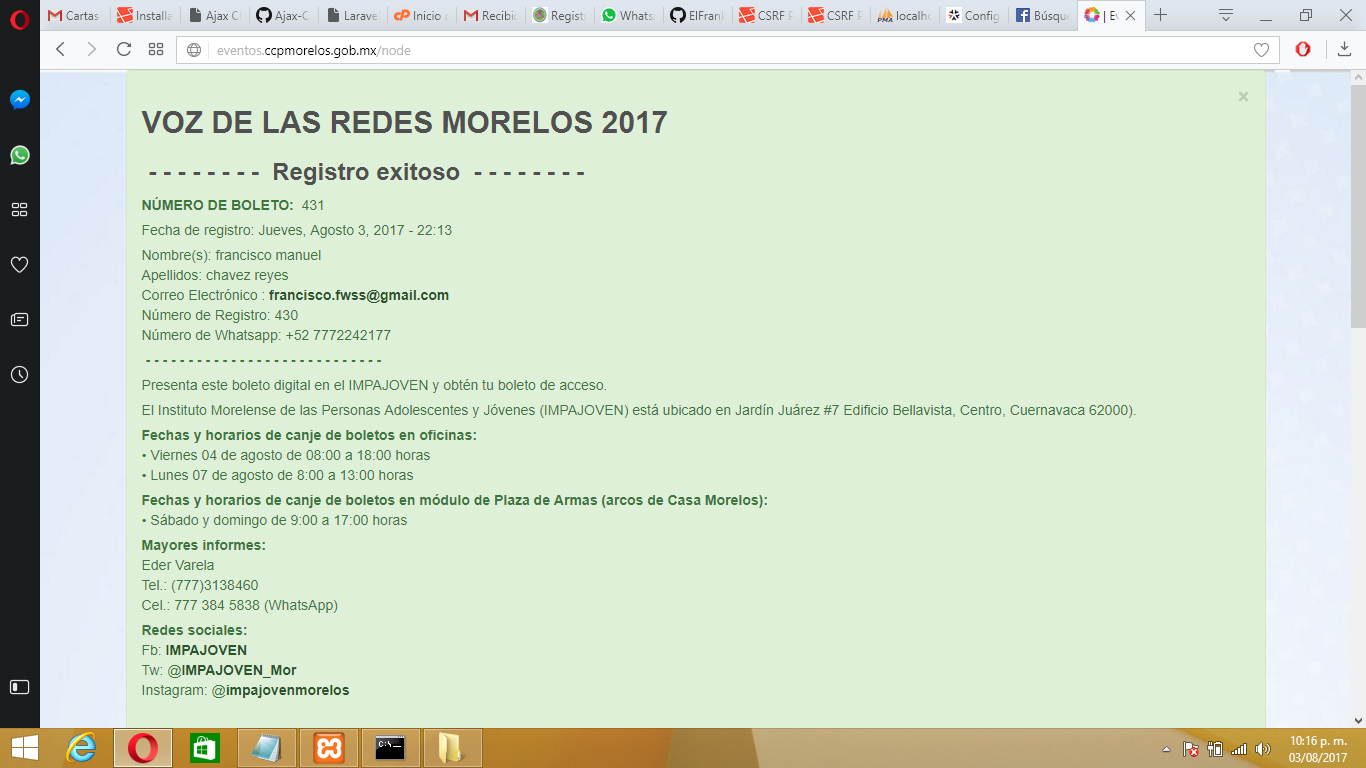 Cartas
Installa
Ajax C
Ajax-C
Larave
Inicio
Recibic
Registr
Whats
ElFran
CSRF P
CSRF P
localho
Config
Búsqu
| Ev
eventos.ccpmorelos.gob.mx/node
VOZ DE LAS REDES MORELOS 2017
- - - - - - - - Registro exitoso - - - - - - - -
NÚMERO DE BOLETO: 431
Fecha de registro: Jueves, Agosto 3, 2017 - 22:13
Nombre(s): francisco manuel
Apellidos: chavez reyes
Correo Electrónico : francisco.fwss@gmail.com
Número de Registro: 430
Número de Whatsapp: +52 7772242177
- - - - - - - - - - - - - - - - - - - - - - - - - - - -
Presenta este boleto digital en el IMPAJOVEN y obtén tu boleto de acceso.
El Instituto Morelense de las Personas Adolescentes y Jóvenes (IMPAJOVEN) está ubicado en Jardín Juárez #7 Edificio Bellavista, Centro, Cuernavaca 62000).
Fechas y horarios de canje de boletos en oficinas:
• Viernes 04 de agosto de 08:00 a 18:00 horas
• Lunes 07 de agosto de 8:00 a 13:00 horas
Fechas y horarios de canje de boletos en módulo de Plaza de Armas (arcos de Casa Morelos):
• Sábado y domingo de 9:00 a 17:00 horas
Mayores informes:
Eder Varela
Tel.: (777)3138460
Cel.: 777 384 5838 (WhatsApp)
Redes sociales:
Fb: IMPAJOVEN
Tw: @IMPAJOVEN_Mor
Instagram: @impajovenmorelos
10:16 p. m.
03/08/2017